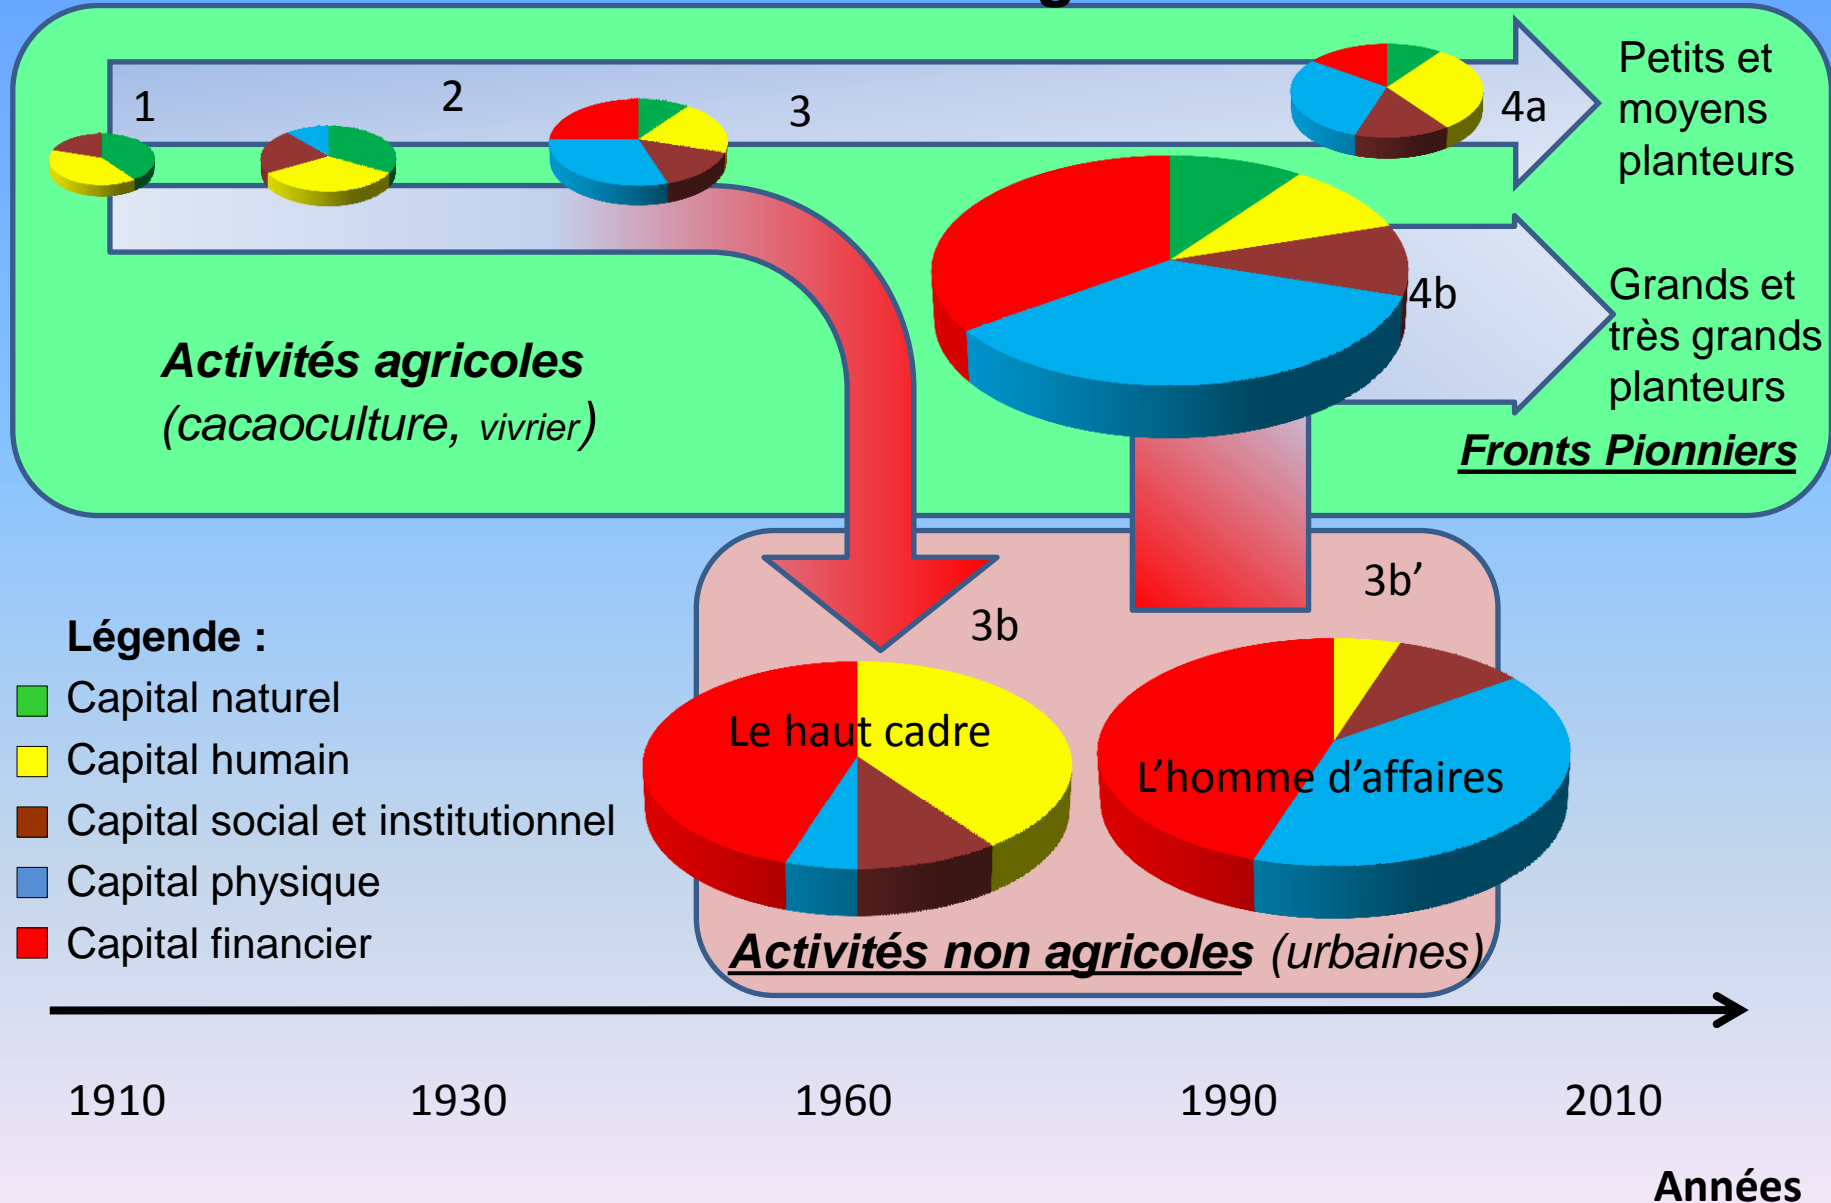 1
2
3
4a
Petits et
moyens
planteurs
4b
Grands et
très grands
planteurs
Activités agricoles
(cacaoculture, vivrier)
Fronts Pionniers
3b
3b’
Légende :
Capital naturel
Capital humain
Capital social et institutionnel
Capital physique
Capital financier
Le haut cadre
L’homme d’affaires
Activités non agricoles (urbaines)
1910 1930 1960 1990 2010
Années